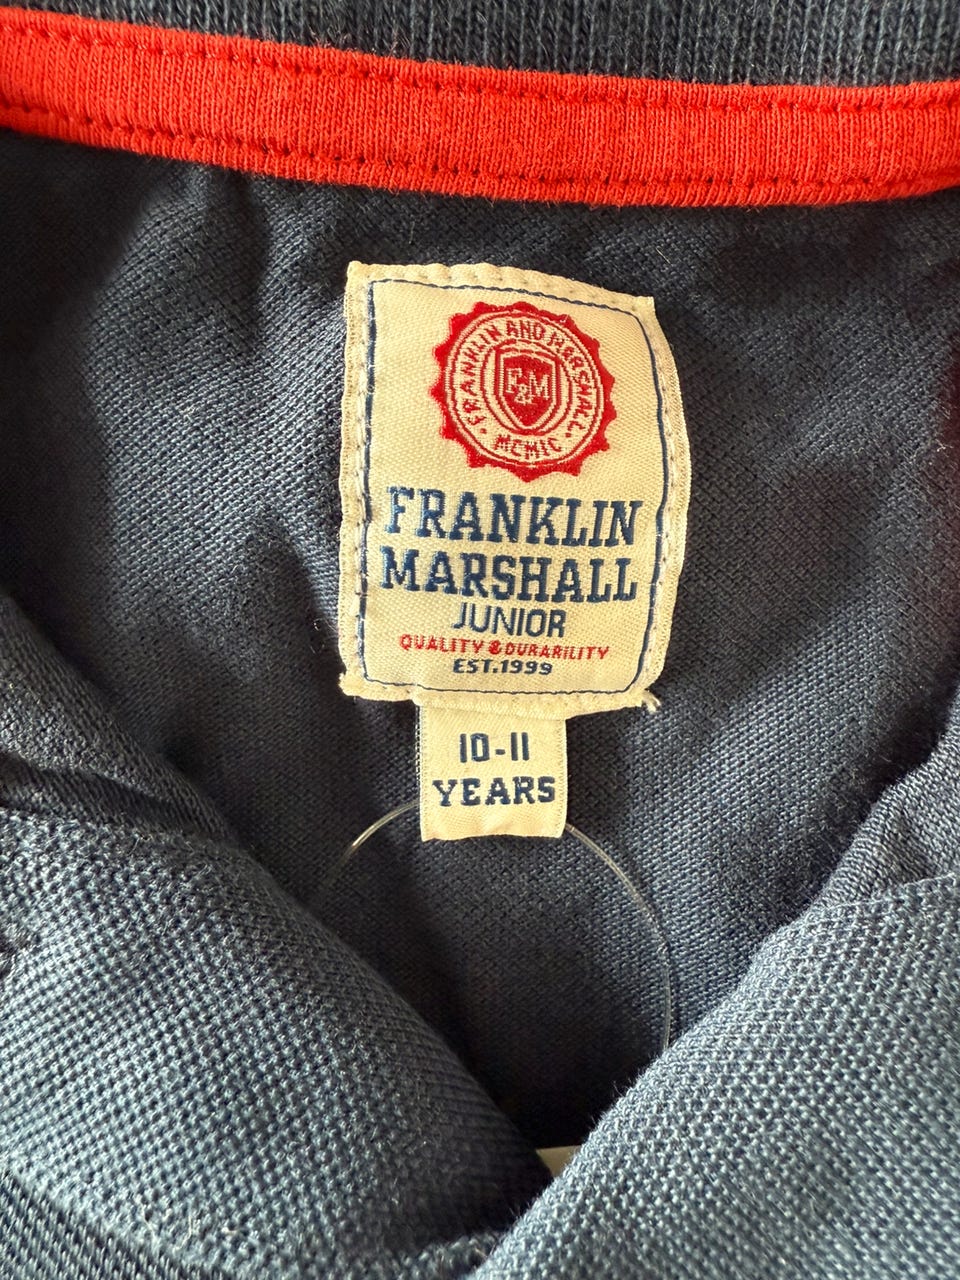 FRANKLIN AND MARSHALL
F&M
· MCMIC ·
FRANKLIN
MARSHALL
JUNIOR
QUALITY & DURABILITY
EST.1999
10-11
YEARS